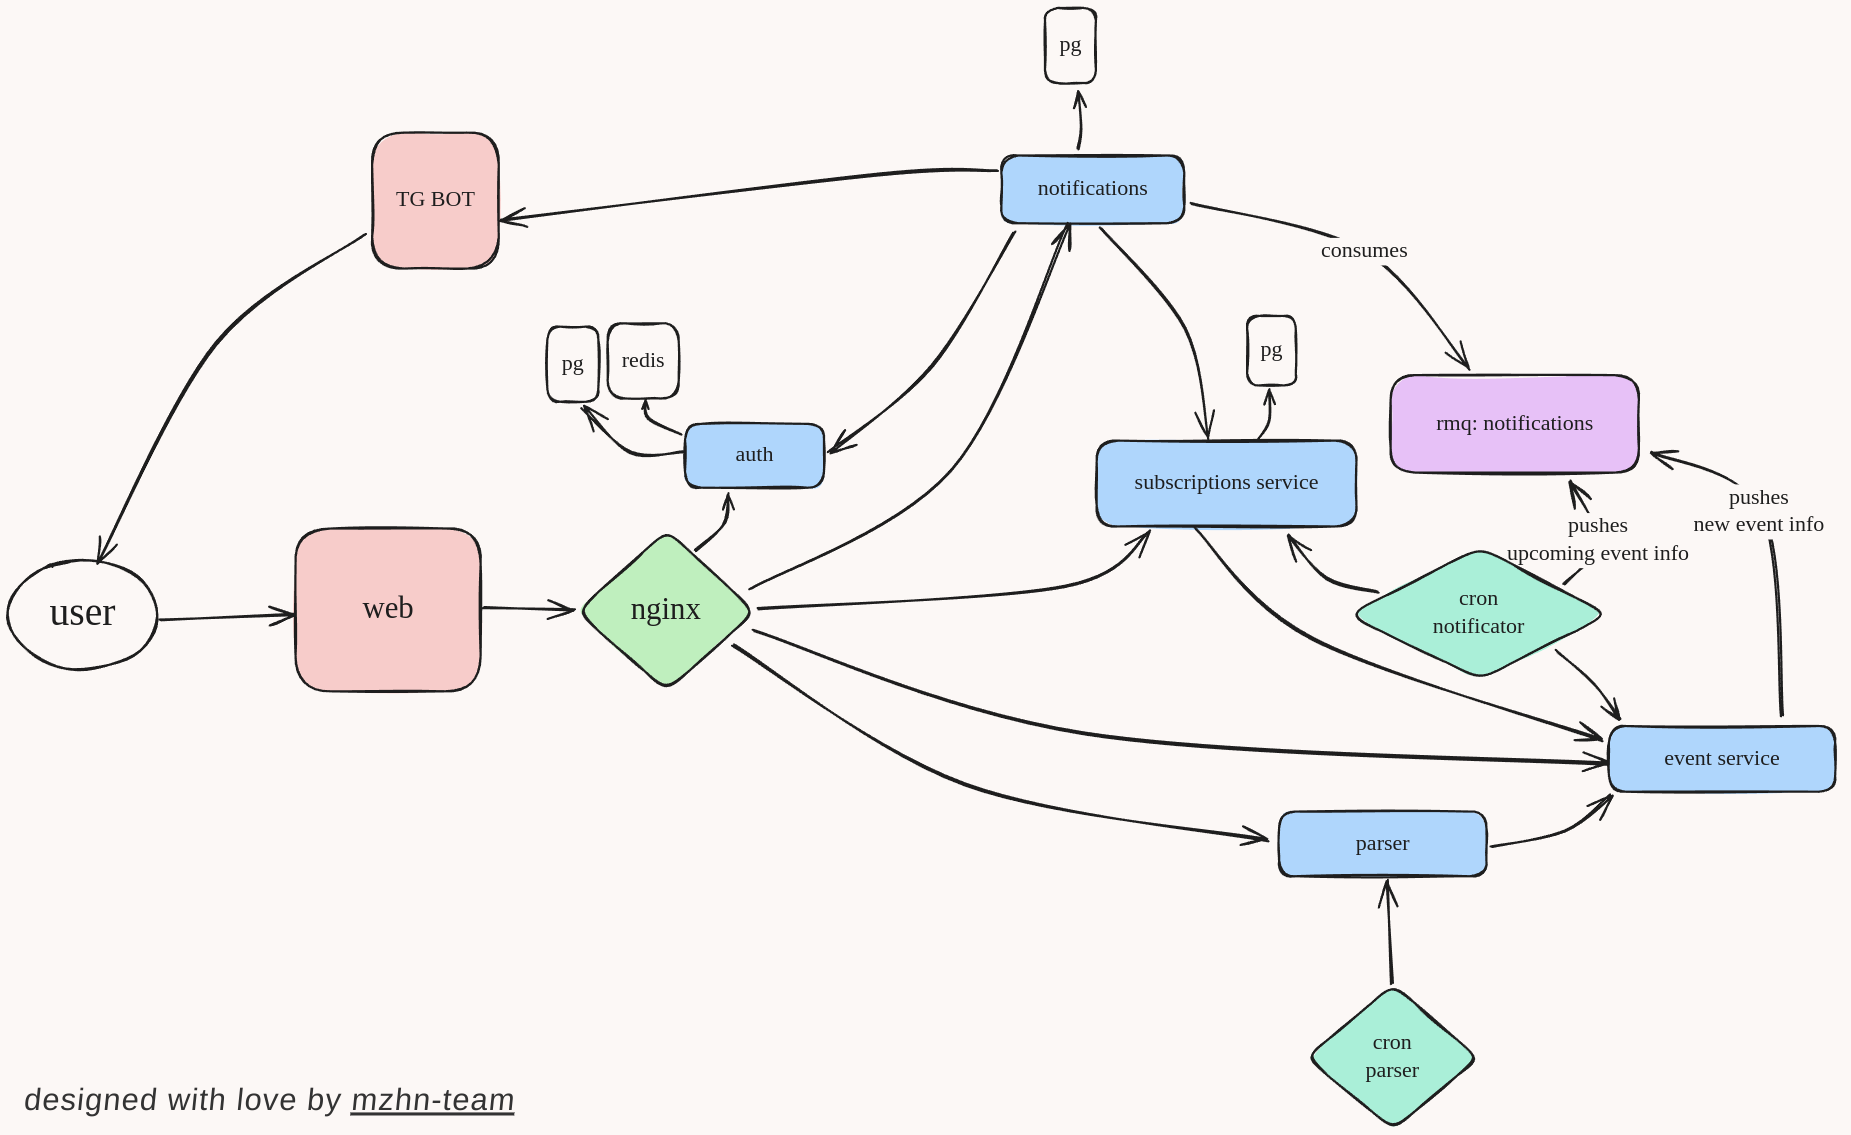 pg
TG BOT
notifications
consumes
pg
redis
pg
auth
subscriptions service
rmq: notifications
pushes
new event info
pushes
upcoming event info
user
web
nginx
cron
notificator
event service
parser
cron
parser
designed with love by mzhn-team